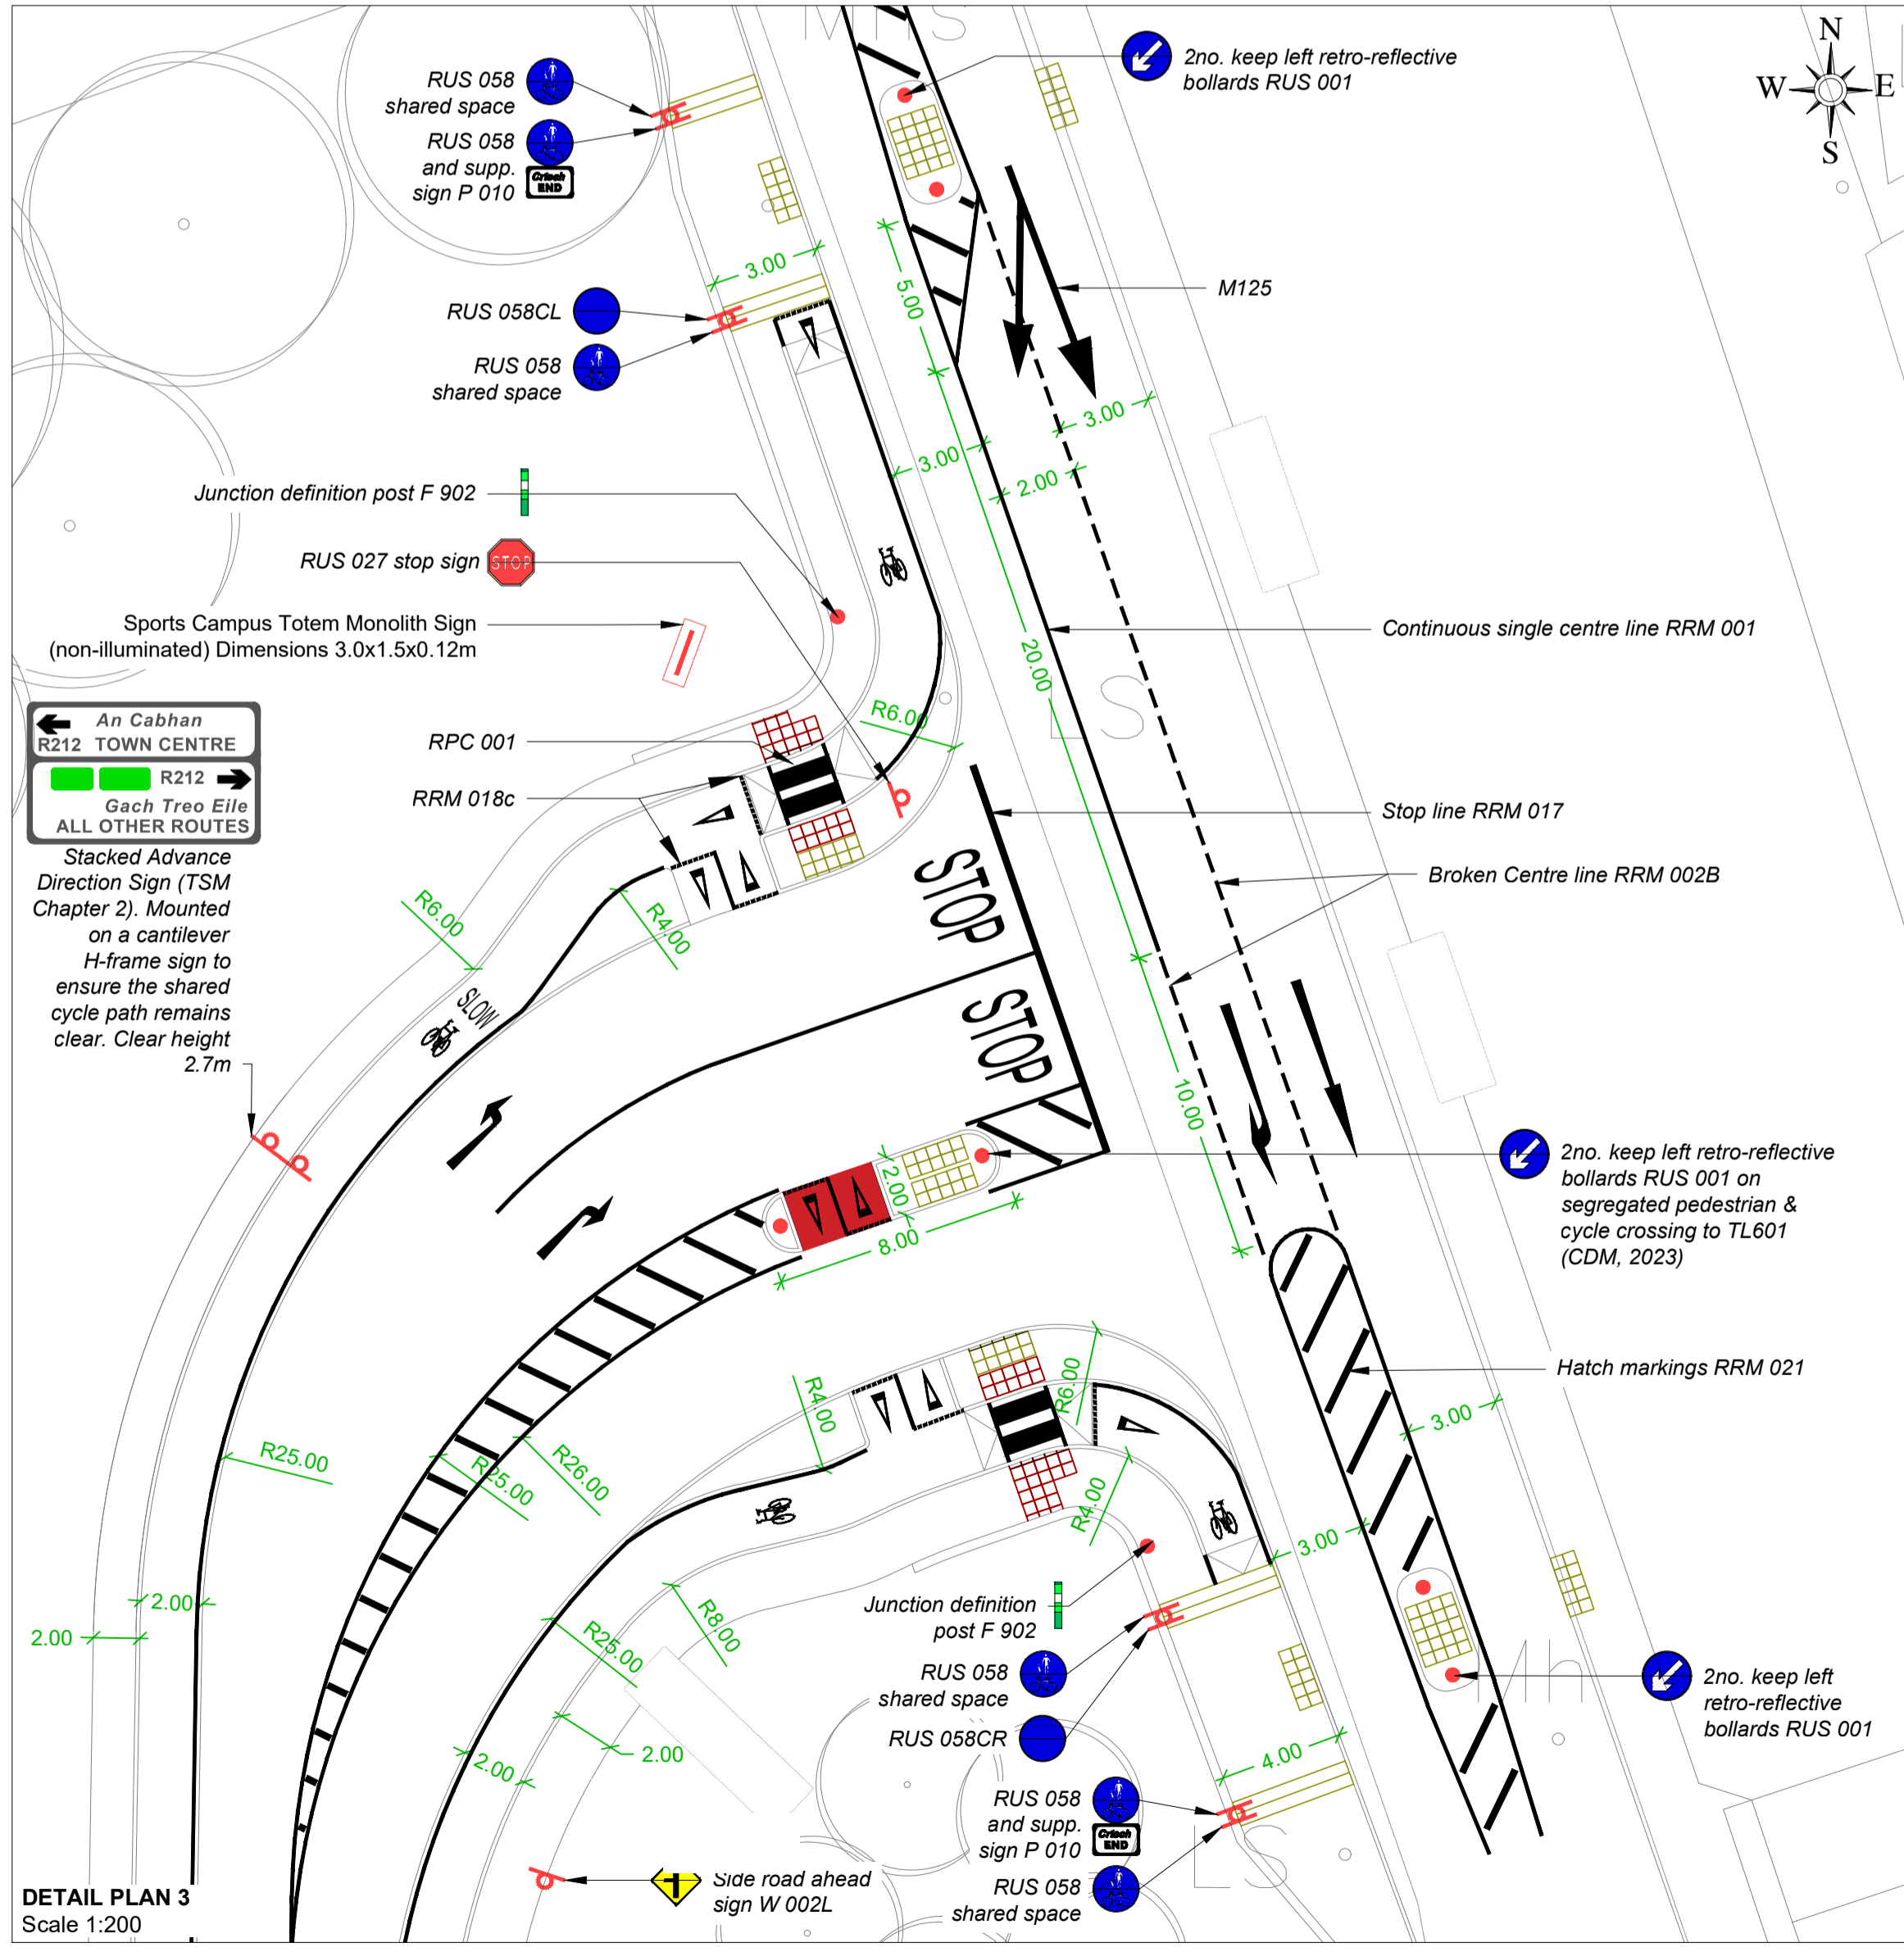 MHS
N
W
E
S
RUS 058
shared space
RUS 058
and supp.
sign P 010
Críoch
END
2no. keep left retro-reflective
bollards RUS 001
3.00
5.00
M125
RUS 058CL
RUS 058
shared space
3.00
3.00
2.00
Junction definition post F 902
RUS 027 stop sign
STOP
Sports Campus Totem Monolith Sign
(non-illuminated) Dimensions 3.0x1.5x0.12m
Continuous single centre line RRM 001
20.00
LS
An Cabhan
R212 TOWN CENTRE
R212
Gach Treo Eile
ALL OTHER ROUTES
R6.00
RPC 001
RRM 018c
Stop line RRM 017
Stacked Advance
Direction Sign (TSM
Chapter 2). Mounted
on a cantilever
H-frame sign to
ensure the shared
cycle path remains
clear. Clear height
2.7m
STOP
STOP
Broken Centre line RRM 002B
R6.00
R4.00
SLOW
10.00
2.00
8.00
2no. keep left retro-reflective
bollards RUS 001 on
segregated pedestrian &
cycle crossing to TL601
(CDM, 2023)
Hatch markings RRM 021
R4.00
R6.00
3.00
R25.00
R25.00
R26.00
R4.00
3.00
2.00
2.00
R8.00
R25.00
Junction definition
post F 902
RUS 058
shared space
RUS 058CR
Mh
2no. keep left
retro-reflective
bollards RUS 001
2.00
2.00
4.00
RUS 058
and supp.
sign P 010
Críoch
END
LS
RUS 058
shared space
Side road ahead
sign W 002L
DETAIL PLAN 3
Scale 1:200